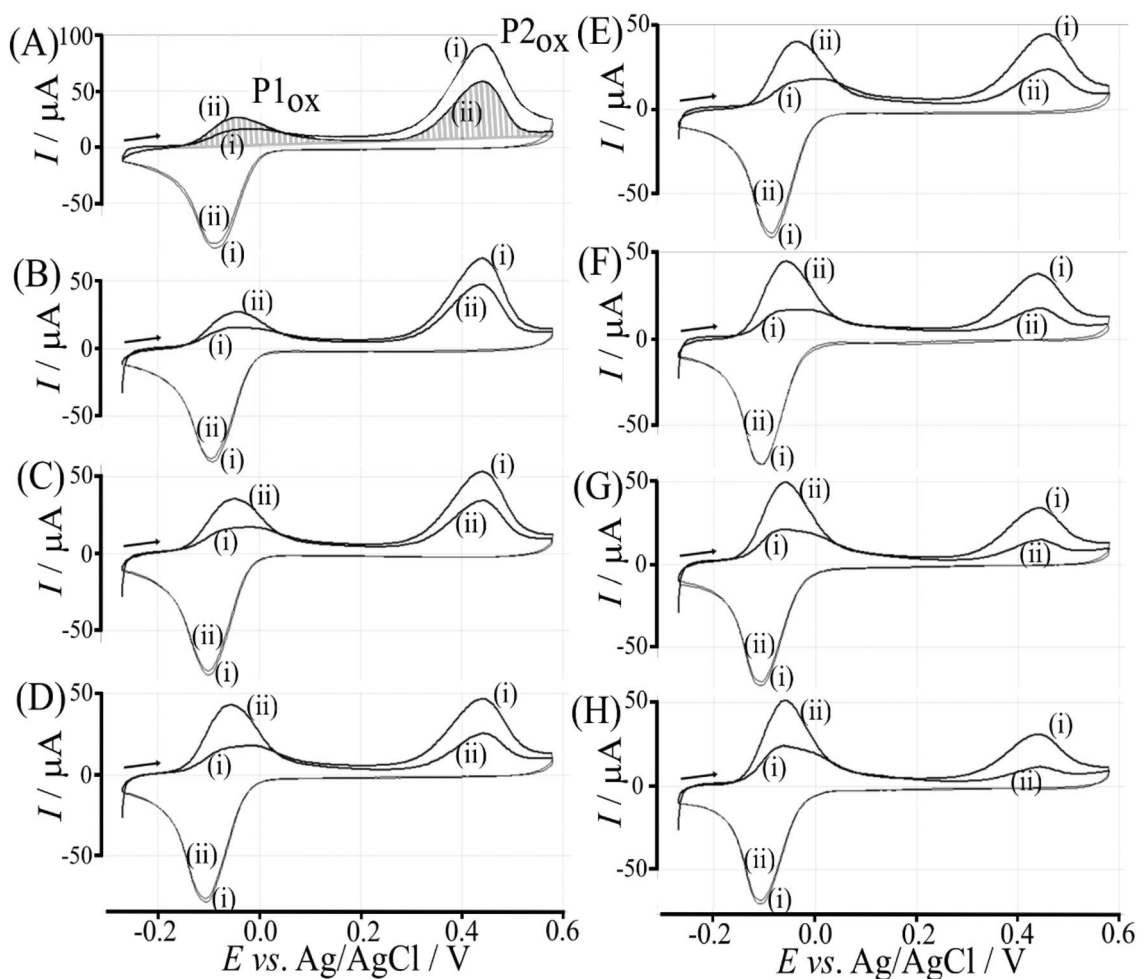 (A)
100
50
0
-50
I / μA
(i)
P2ox
P1ox
(ii)
(ii)
(i)
(ii)
(i)
(B)
50
0
-50
I / μA
(ii)
(i)
(i)
(ii)
(ii)
(i)
(C)
50
0
-50
I / μA
(ii)
(i)
(i)
(ii)
(ii)
(i)
(D)
50
0
-50
I / μA
(ii)
(i)
(i)
(ii)
(ii)
(i)
-0.2 0.0 0.2 0.4 0.6
E vs. Ag/AgCl / V
(E)
50
0
-50
I / μA
(ii)
(i)
(i)
(ii)
(ii)
(i)
(F)
50
0
-50
I / μA
(ii)
(i)
(i)
(ii)
(ii)
(i)
(G)
50
0
-50
I / μA
(ii)
(i)
(i)
(ii)
(ii)
(i)
(H)
50
0
-50
I / μA
(ii)
(i)
(i)
(ii)
(ii)
(i)
-0.2 0.0 0.2 0.4 0.6
E vs. Ag/AgCl / V